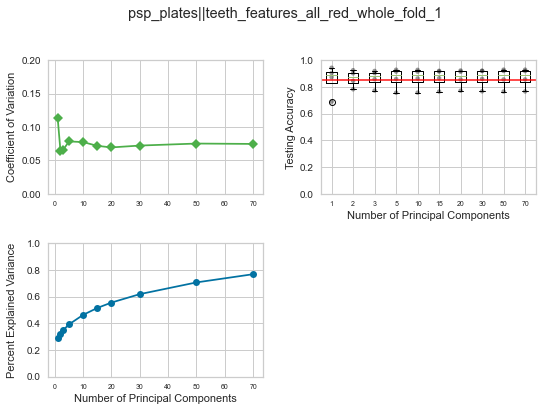 psp_plates||teeth_features_all_red_whole_fold_1
Coefficient of Variation
0.20
0.15
0.10
0.05
0.00
0 10 20 30 40 50 60 70
Testing Accuracy
1.0
0.8
0.6
0.4
0.2
0.0
1 2 3 5 10 15 20 30 50 70
Number of Principal Components
Percent Explained Variance
1.0
0.8
0.6
0.4
0.2
0.0
0 10 20 30 40 50 60 70
Number of Principal Components